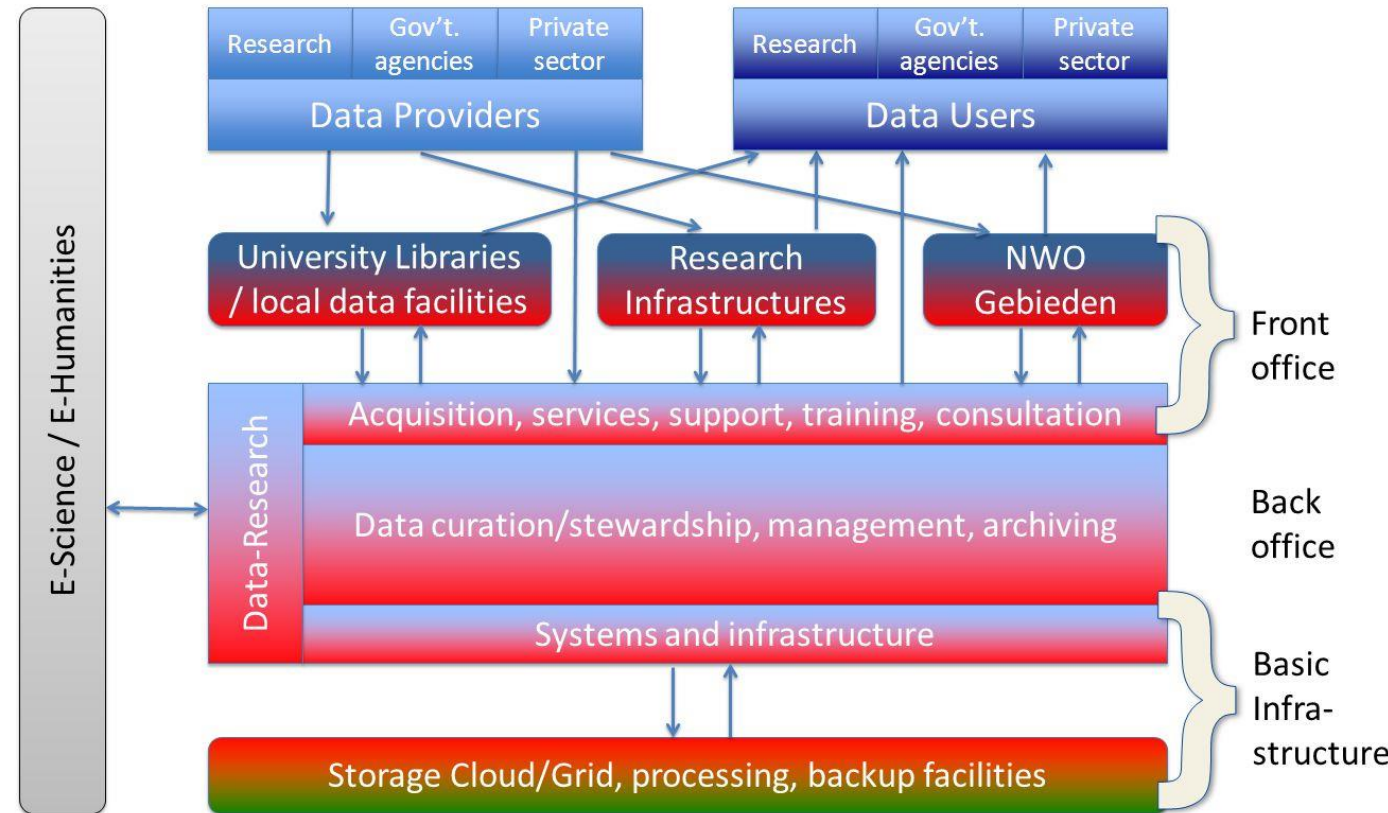 E-Science / E-Humanities
Research
Gov’t.
agencies
Private
sector
Data Providers
Research
Gov’t.
agencies
Private
sector
Data Users
University Libraries
/ local data facilities
Research
Infrastructures
NWO
Gebieden
Front
office
Data-Research
Acquisition, services, support, training, consultation
Data curation/stewardship, management, archiving
Back
office
Systems and infrastructure
Basic
Infra-
structure
Storage Cloud/Grid, processing, backup facilities